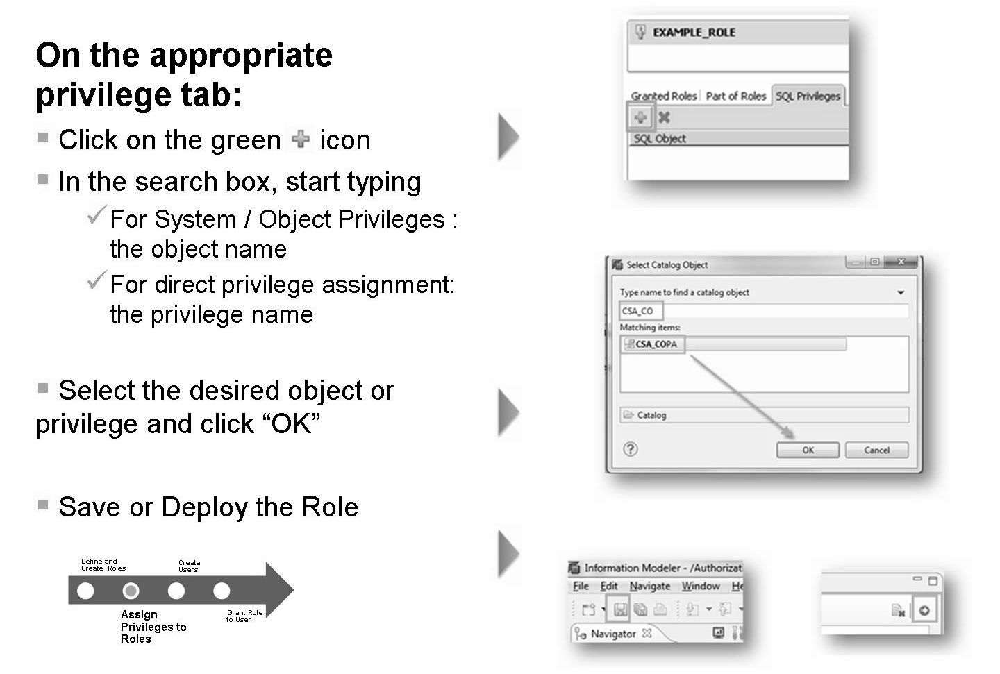 On the appropriate
privilege tab:
Click on the green icon
In the search box, start typing
For System / Object Privileges :
the object name
For direct privilege assignment:
the privilege name
Select the desired object or
privilege and click “OK”
Save or Deploy the Role
Define and
Create Roles
Create
Users
Assign
Privileges to
Roles
Grant Role
to User
EXAMPLE_ROLE
Granted Roles Part of Roles SQL Privileges
SQL Object
Select Catalog Object
Type name to find a catalog object
CSA_CO
Matching items:
CSA_COPA
Catalog
OK Cancel
Information Modeler - /Authorizat
File Edit Navigate Window He
Navigator